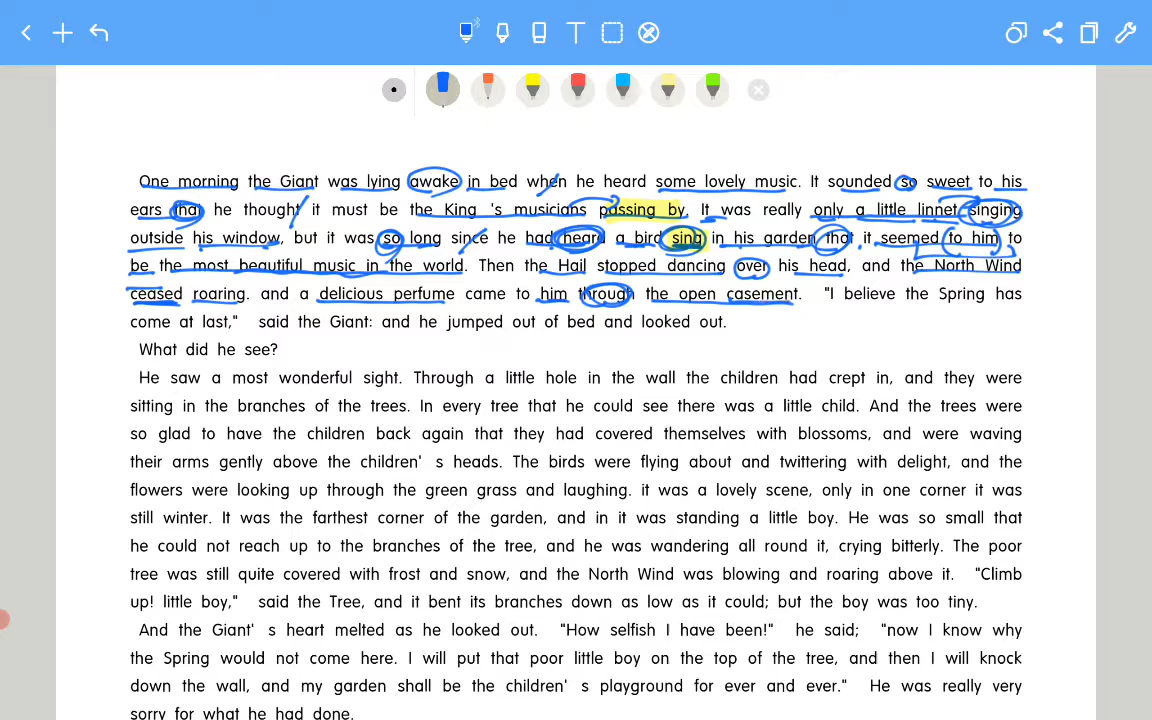 One morning the Giant was lying awake in bed when he heard some lovely music. It sounded so sweet to his
ears that he thought it must be the King 's musicians passing by. It was really only a little linnet singing
outside his window, but it was so long since he had heard a bird sing in his garden that it seemed to him to
be the most beautiful music in the world. Then the Hail stopped dancing over his head, and the North Wind
ceased roaring. and a delicious perfume came to him through the open casement. "I believe the Spring has
come at last," said the Giant: and he jumped out of bed and looked out.
What did he see?
He saw a most wonderful sight. Through a little hole in the wall the children had crept in, and they were
sitting in the branches of the trees. In every tree that he could see there was a little child. And the trees were
so glad to have the children back again that they had covered themselves with blossoms, and were waving
their arms gently above the children' s heads. The birds were flying about and twittering with delight, and the
flowers were looking up through the green grass and laughing. it was a lovely scene, only in one corner it was
still winter. It was the farthest corner of the garden, and in it was standing a little boy. He was so small that
he could not reach up to the branches of the tree, and he was wandering all round it, crying bitterly. The poor
tree was still quite covered with frost and snow, and the North Wind was blowing and roaring above it. "Climb
up! little boy," said the Tree, and it bent its branches down as low as it could; but the boy was too tiny.
And the Giant' s heart melted as he looked out. "How selfish I have been!" he said; "now I know why
the Spring would not come here. I will put that poor little boy on the top of the tree, and then I will knock
down the wall, and my garden shall be the children' s playground for ever and ever." He was really very
sorry for what he had done.